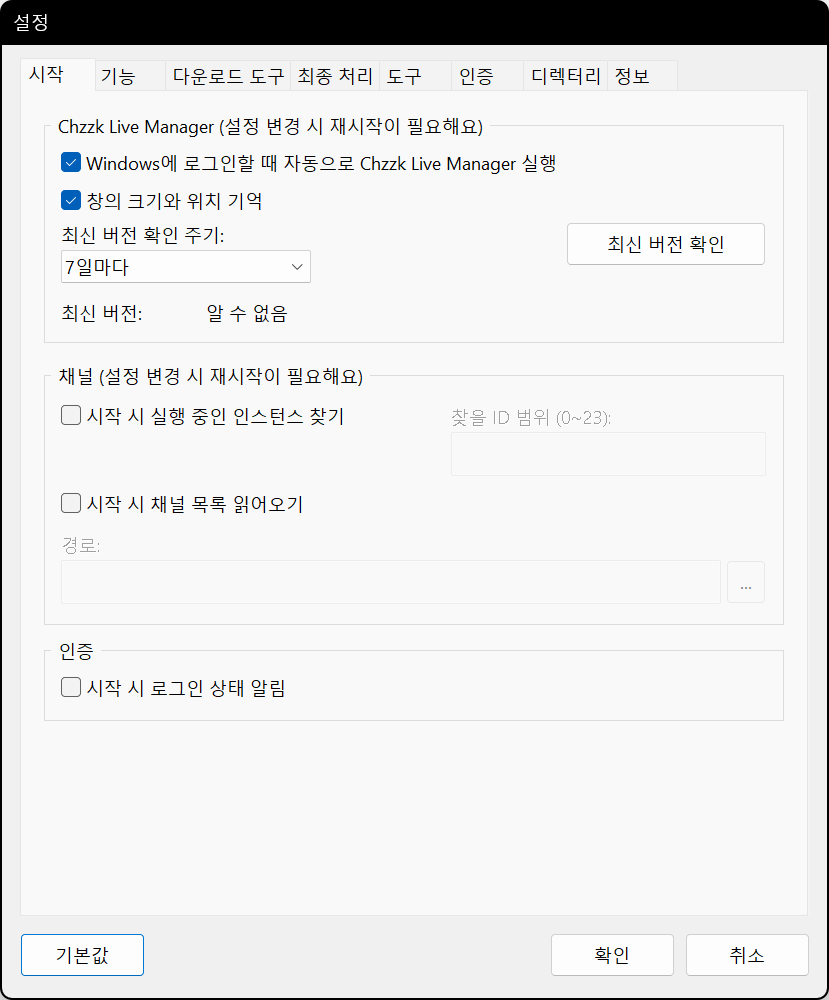 설정
시작 기능 다운로드 도구 최종 처리 도구 인증 디렉터리 정보
Chzzk Live Manager (설정 변경 시 재시작이 필요해요)
Windows에 로그인할 때 자동으로 Chzzk Live Manager 실행
창의 크기와 위치 기억
최신 버전 확인 주기:
최신 버전 확인
7일마다
최신 버전: 알 수 없음
채널 (설정 변경 시 재시작이 필요해요)
시작 시 실행 중인 인스턴스 찾기
찾을 ID 범위 (0~23):
시작 시 채널 목록 읽어오기
경로:
...
인증
시작 시 로그인 상태 알림
기본값 확인 취소